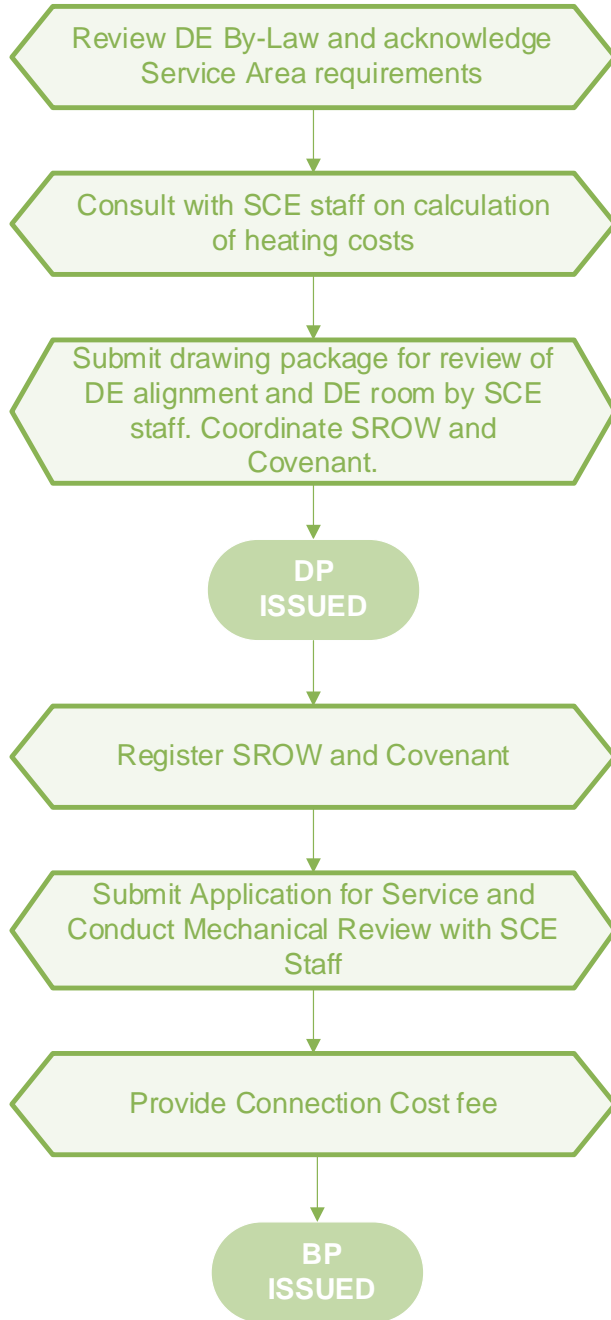 Review DE By-Law and acknowledge
Service Area requirements
Consult with SCE staff on calculation
of heating costs
Submit drawing package for review of
DE alignment and DE room by SCE
staff. Coordinate SROW and
Covenant.
DP
ISSUED
Register SROW and Covenant
Submit Application for Service and
Conduct Mechanical Review with SCE
Staff
Provide Connection Cost fee
BP
ISSUED